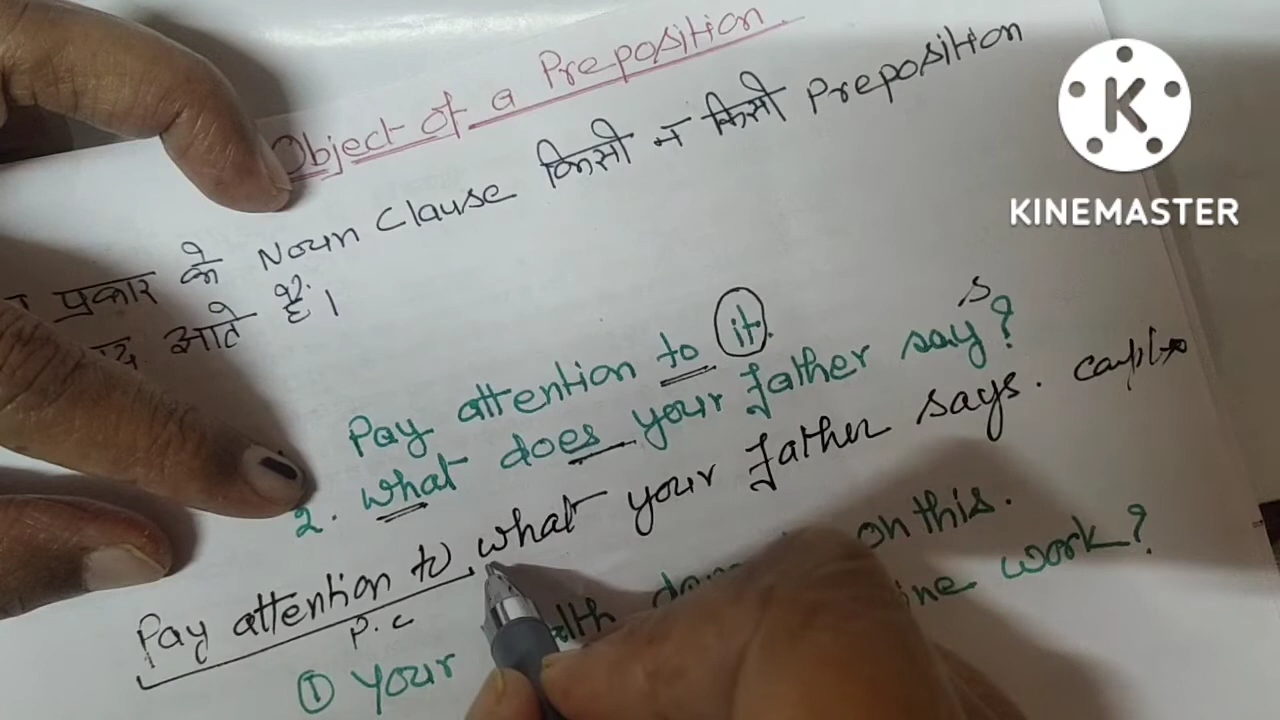 Object of a Preposition
प्रकार के Noun Clause किसी न किसी Preposition
आते हैं।
Pay attention to it.
s
2. what does your father say?
Pay attention to what your father says.
P.C
① your on this.
work?
K
KINEMASTER